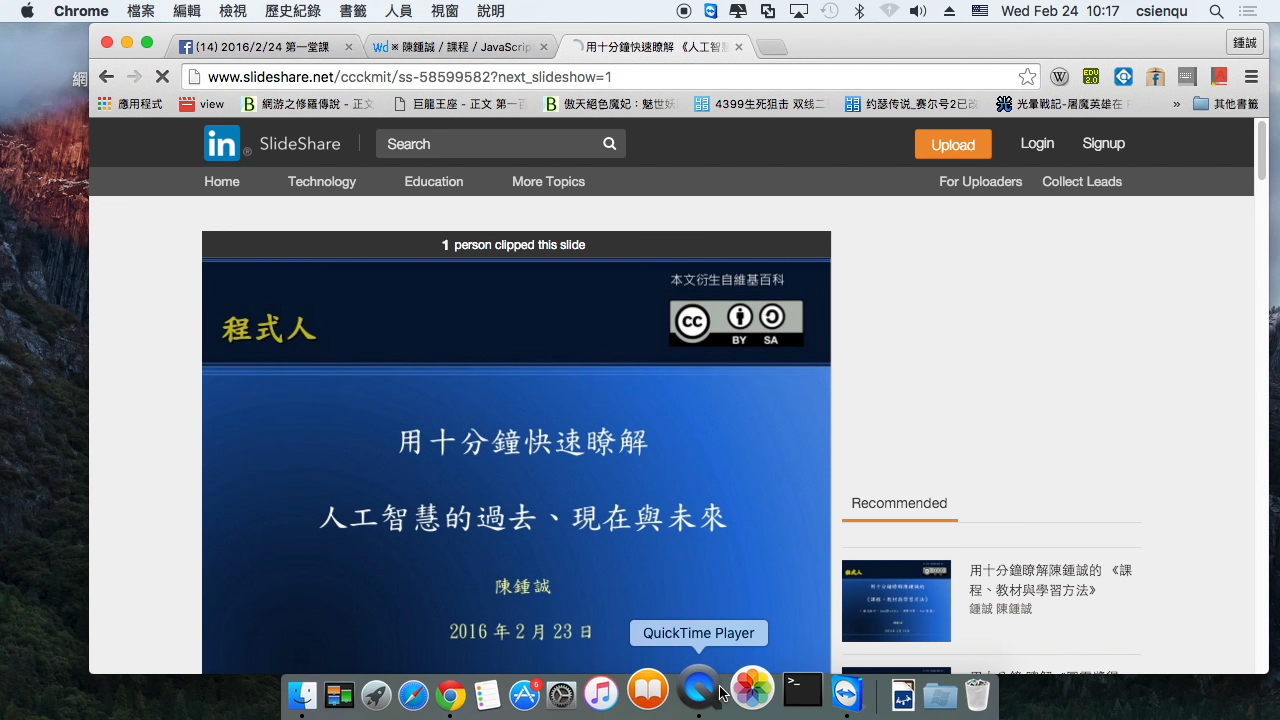 Chrome 檔案 編輯 檢視 歷史紀錄 書籤 人員 視窗 說明 Wed Feb 24 10:17 csienqu
(14) 2016/2/24 第一堂課 Wd ※ 陳鍾誠 / 課程 / JavaScrip 用十分鐘快速瞭解 《人工智 鍾誠
www.slideshare.net/ccckmit/ss-58599582?next_slideshow=1
應用程式 view 網游之修羅傳說 - 正文 巨龍王座 - 正文 第一百 傲天絕色魔妃：魅世妖 4399生死狙击 双线二 约瑟传说_赛尔号2已改 光暈戰記-屠魔英雄在 » 其他書籤
in SlideShare Search Upload Login Signup
Home Technology Education More Topics For Uploaders Collect Leads
1 person clipped this slide
本文衍生自維基百科
程式人
cc BY SA
用十分鐘快速瞭解
人工智慧的過去、現在與未來
陳鍾誠
2016 年 2 月 23 日
Recommended
用十分鐘瞭解陳鍾誠的 《課
程、教材與學習方法》
鍾誠 陳鍾誠
QuickTime Player
6